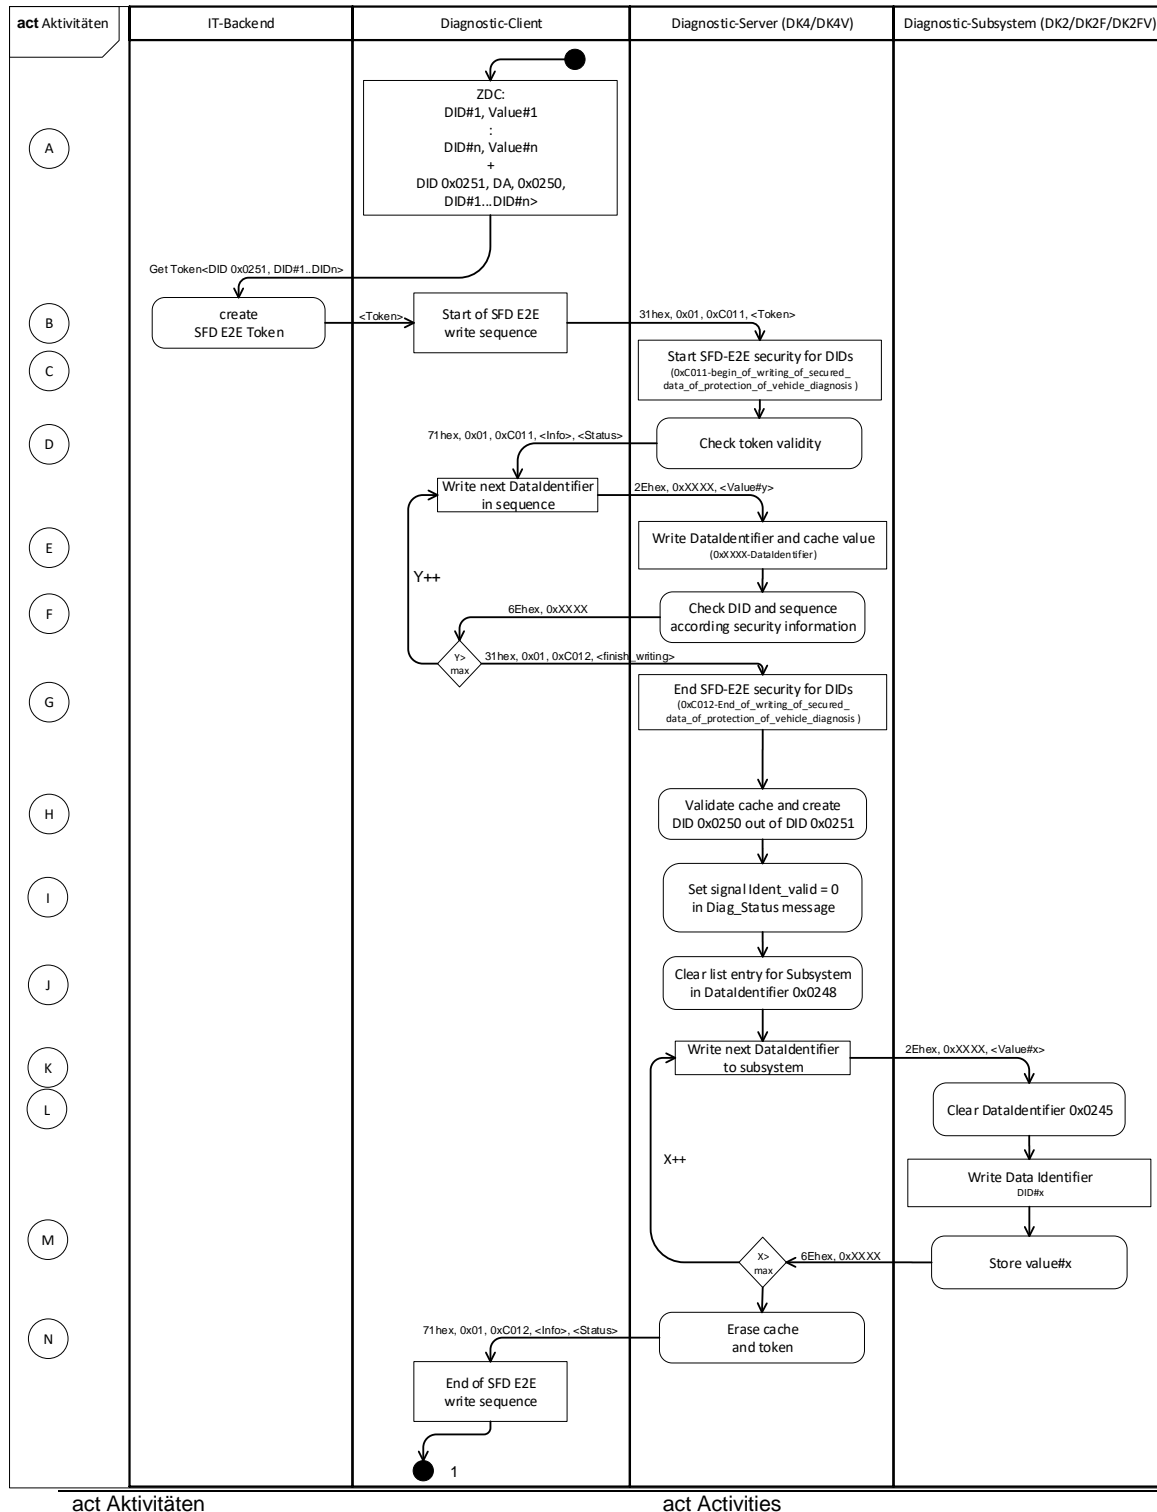 act Aktivitäten
IT-Backend
Diagnostic-Client
Diagnostic-Server (DK4/DK4V)
Diagnostic-Subsystem (DK2/DK2F/DK2FV)
A
ZDC:
DID#1, Value#1
:
DID#n, Value#n
+
DID 0x0251, DA, 0x0250,
DID#1...DID#n>
Get Token<DID 0x0251, DID#1..DIDn>
B
create
SFD E2E Token
<Token>
Start of SFD E2E
write sequence
31hex, 0x01, 0xC011, <Token>
C
Start SFD-E2E security for DIDs
(0xC011-begin_of_writing_of_secured_
data_of_protection_of_vehicle_diagnosis )
D
71hex, 0x01, 0xC011, <Info>, <Status>
Check token validity
Write next DataIdentifier
in sequence
2Ehex, 0xXXXX, <Value#y>
E
Write DataIdentifier and cache value
(0xXXXX-DataIdentifier)
Y++
F
6Ehex, 0xXXXX
Check DID and sequence
according security information
Y>
max
31hex, 0x01, 0xC012, <finish_writing>
G
End SFD-E2E security for DIDs
(0xC012-End_of_writing_of_secured_
data_of_protection_of_vehicle_diagnosis )
H
Validate cache and create
DID 0x0250 out of DID 0x0251
I
Set signal Ident_valid = 0
in Diag_Status message
J
Clear list entry for Subsystem
in DataIdentifier 0x0248
K
Write next DataIdentifier
to subsystem
2Ehex, 0xXXXX, <Value#x>
L
Clear DataIdentifier 0x0245
X++
Write Data Identifier
DID#x
M
X>
max
6Ehex, 0xXXXX
Store value#x
N
71hex, 0x01, 0xC012, <Info>, <Status>
Erase cache
and token
End of SFD E2E
write sequence
1
act Aktivitäten
act Activities